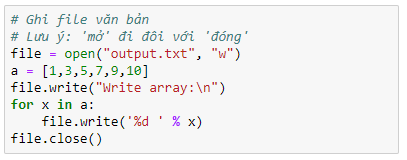 # Ghi file văn bản
# Lưu ý: 'mở' đi đôi với 'đóng'
file = open("output.txt", "w")
a = [1,3,5,7,9,10]
file.write("Write array:\n")
for x in a:
    file.write('%d ' % x)
file.close()